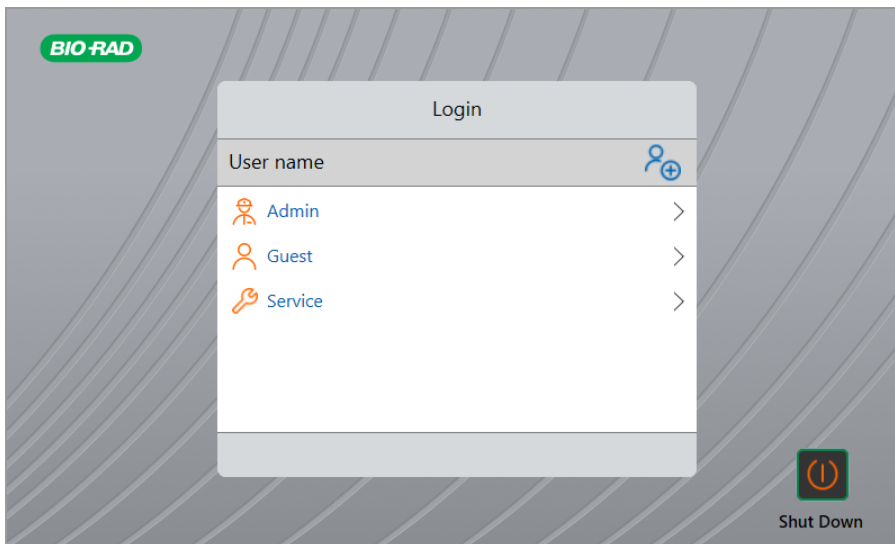 BIO-RAD
Login
User name
Admin
Guest
Service
Shut Down